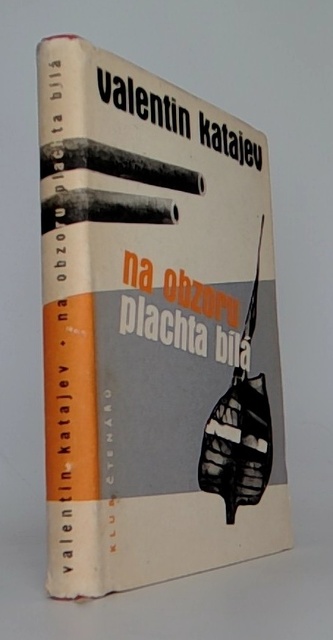 valentin katajev
na obzoru
plachta bílá
KLUB ČTENÁŘŮ
valentin katajev • na obzoru plachta bílá